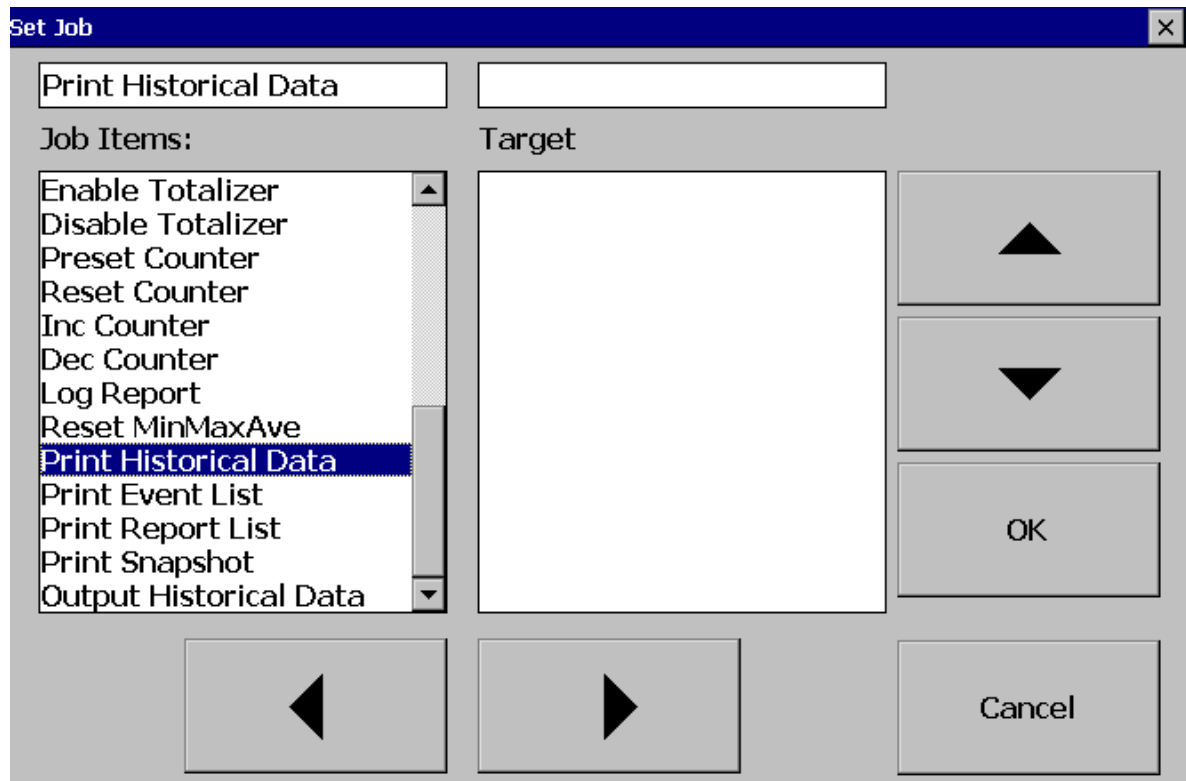 Set Job
Print Historical Data
Job Items:
Target
Enable Totalizer
Disable Totalizer
Preset Counter
Reset Counter
Inc Counter
Dec Counter
Log Report
Reset MinMaxAve
Print Historical Data
Print Event List
Print Report List
Print Snapshot
Output Historical Data
OK
Cancel